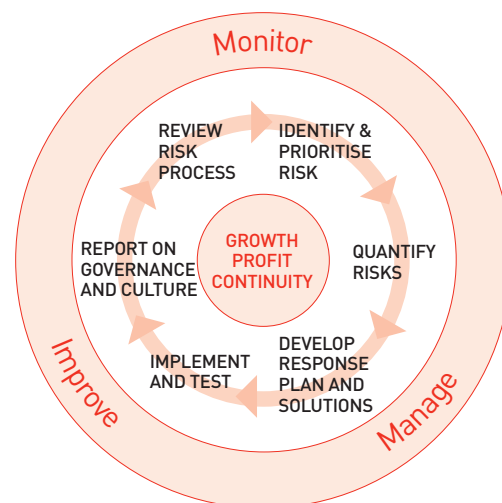 Monitor
REVIEW
RISK
PROCESS
IDENTIFY &
PRIORITISE
RISK
GROWTH
PROFIT
CONTINUITY
QUANTIFY
RISKS
REPORT ON
GOVERNANCE
AND CULTURE
DEVELOP
RESPONSE
PLAN AND
SOLUTIONS
IMPLEMENT
AND TEST
Improve
Manage